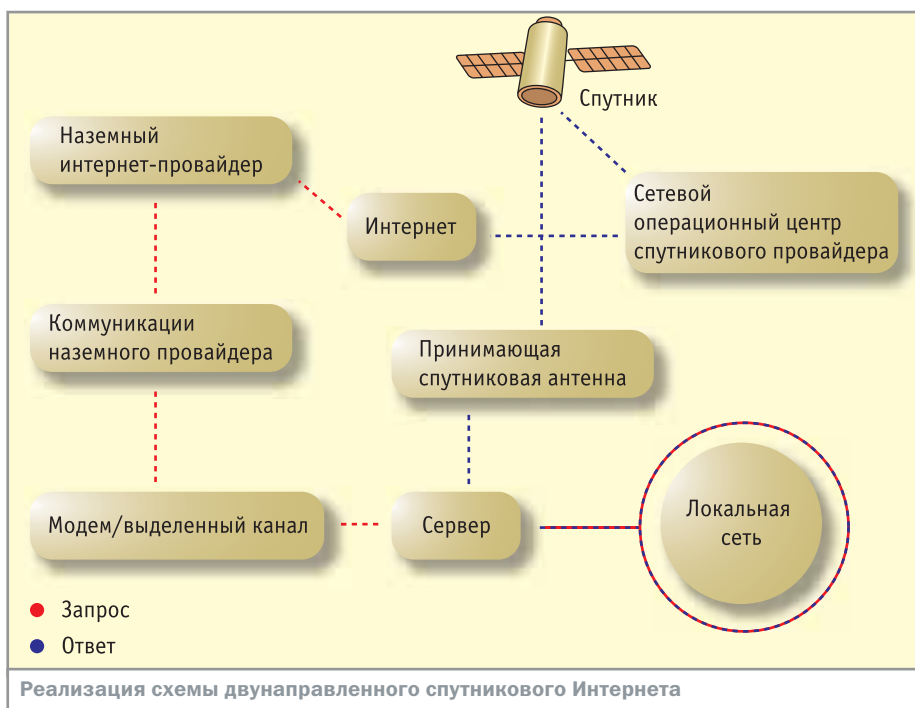 Спутник
Наземный
интернет-провайдер
Интернет
Сетевой
операционный центр
спутникового провайдера
Коммуникации
наземного провайдера
Принимающая
спутниковая антенна
Модем/выделенный канал
Сервер
Локальная
сеть
Запрос
Ответ
Реализация схемы двунаправленного спутникового Интернета